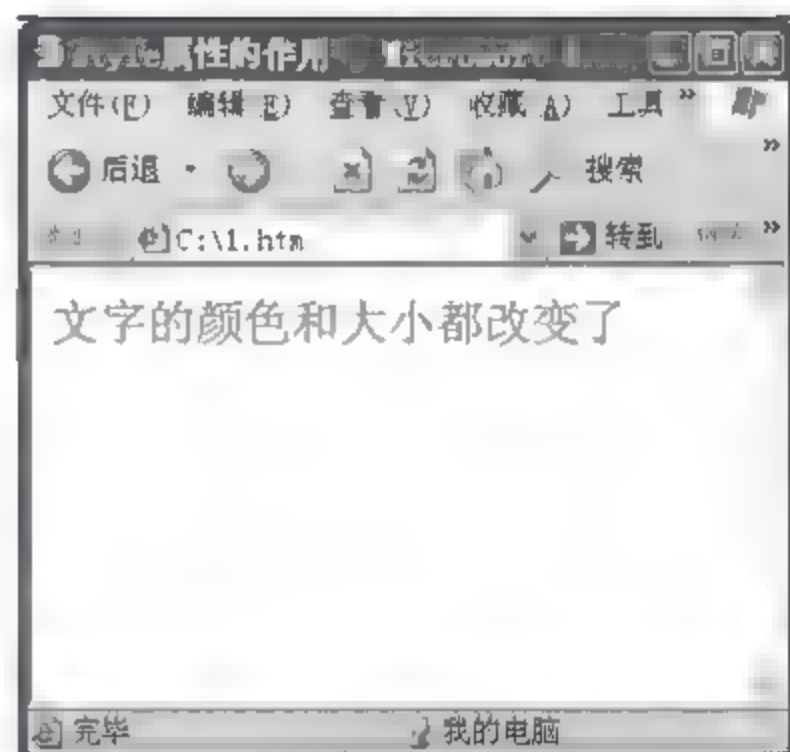 Style属性的作用
文件(F) 编辑(E) 查看(V) 收藏(A) 工具 »
后退 搜索 »
C:\1.htm 转到 »
文字的颜色和大小都改变了
完毕 我的电脑